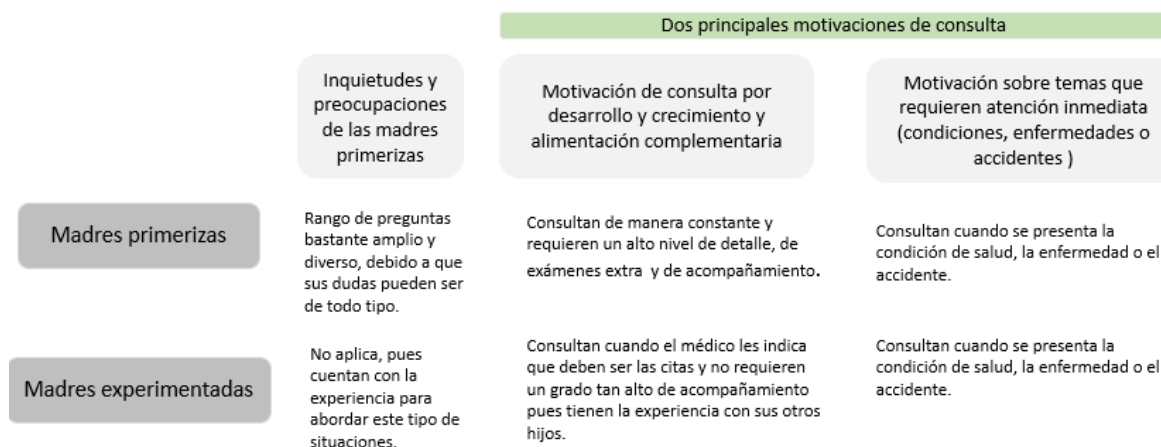 Dos principales motivaciones de consulta
Inquietudes y
preocupaciones
de las madres
primerizas
Motivación de consulta por
desarrollo y crecimiento y
alimentación complementaria
Motivación sobre temas que
requieren atención inmediata
(condiciones, enfermedades o
accidentes )
Madres primerizas
Rango de preguntas
bastante amplio y
diverso, debido a que
sus dudas pueden ser
de todo tipo.
Consultan de manera constante y
requieren un alto nivel de detalle, de
exámenes extra y de acompañamiento.
Consultan cuando se presenta la
condición de salud, la enfermedad o el
accidente.
Madres experimentadas
No aplica, pues
cuentan con la
experiencia para
abordar este tipo de
situaciones.
Consultan cuando el médico les indica
que deben ser las citas y no requieren
un grado tan alto de acompañamiento
pues tienen la experiencia con sus otros
hijos.
Consultan cuando se presenta la
condición de salud, la enfermedad o el
accidente.